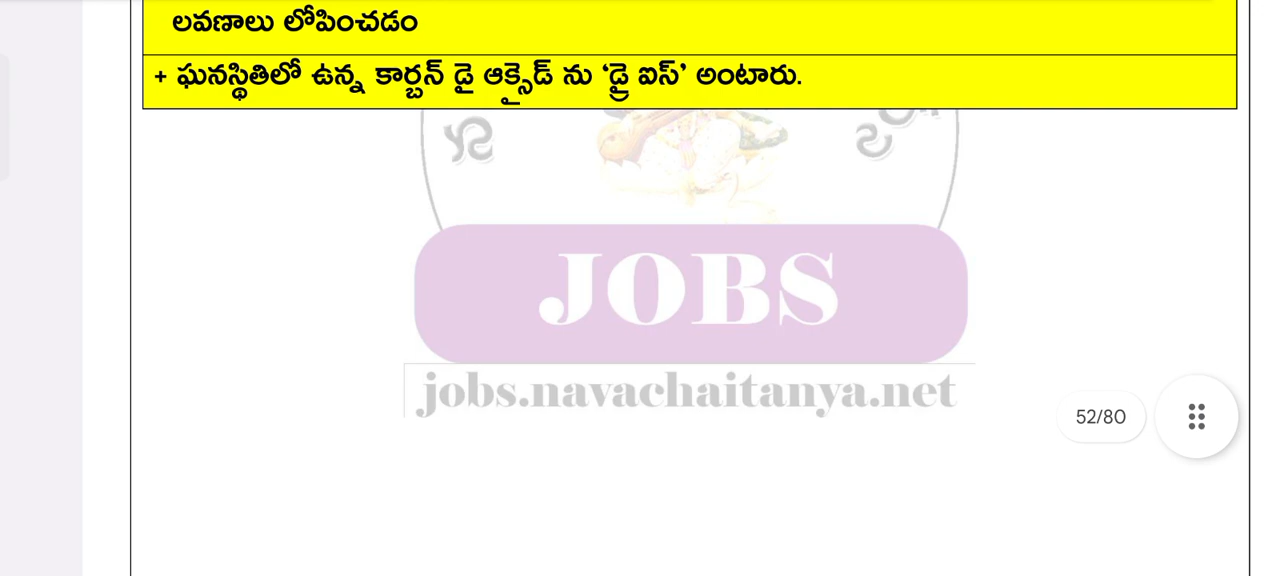 లవణాలు లోపించడం
+ ఘనస్థితిలో ఉన్న కార్బన్ డై ఆక్సైడ్ ను ‘డ్రై ఐస్’ అంటారు.
JOBS
jobs.navachaitanya.net
52/80